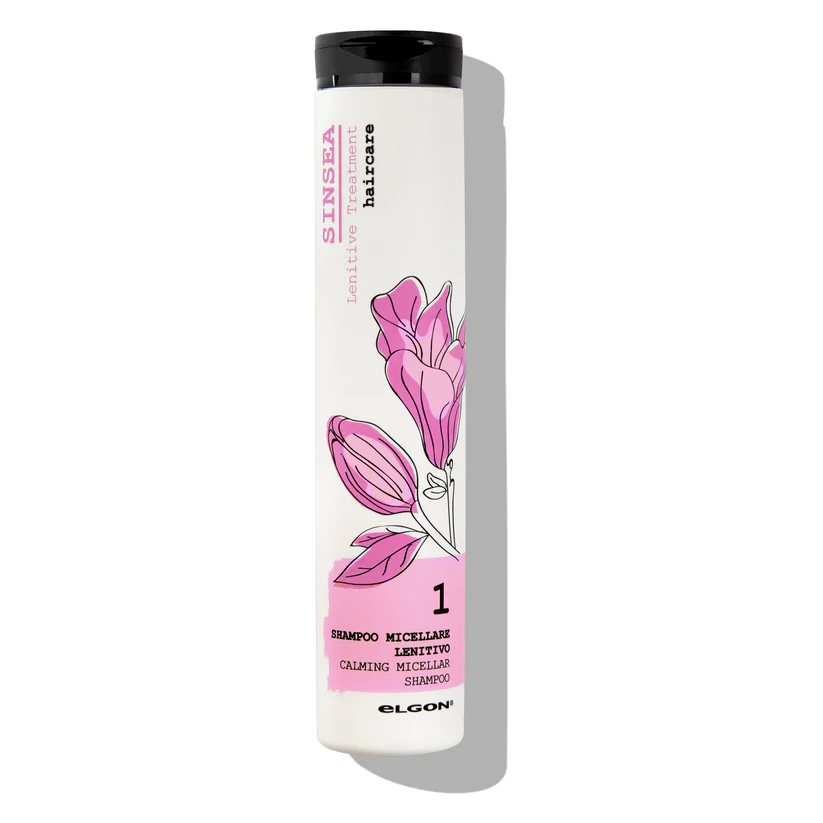 SINSEA
Lenitive Treatment
haircare
1
SHAMPOO MICELLARE
LENITIVO
CALMING MICELLAR
SHAMPOO
eLGON®